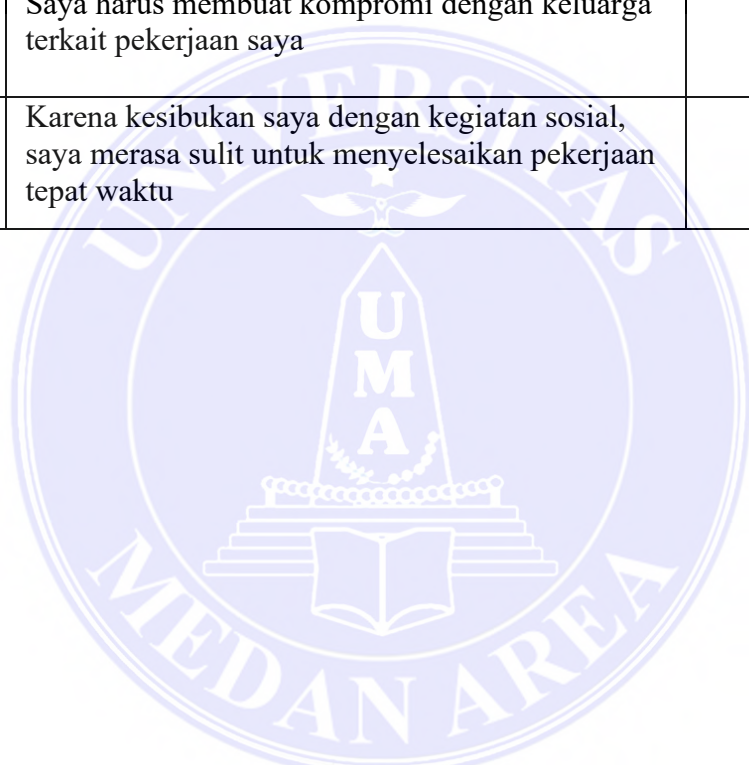 Saya harus membuat kompromi dengan keluarga
terkait pekerjaan saya
Karena kesibukan saya dengan kegiatan sosial,
saya merasa sulit untuk menyelesaikan pekerjaan
tepat waktu
UNIVERSITAS
U
M
A
MEDAN AREA